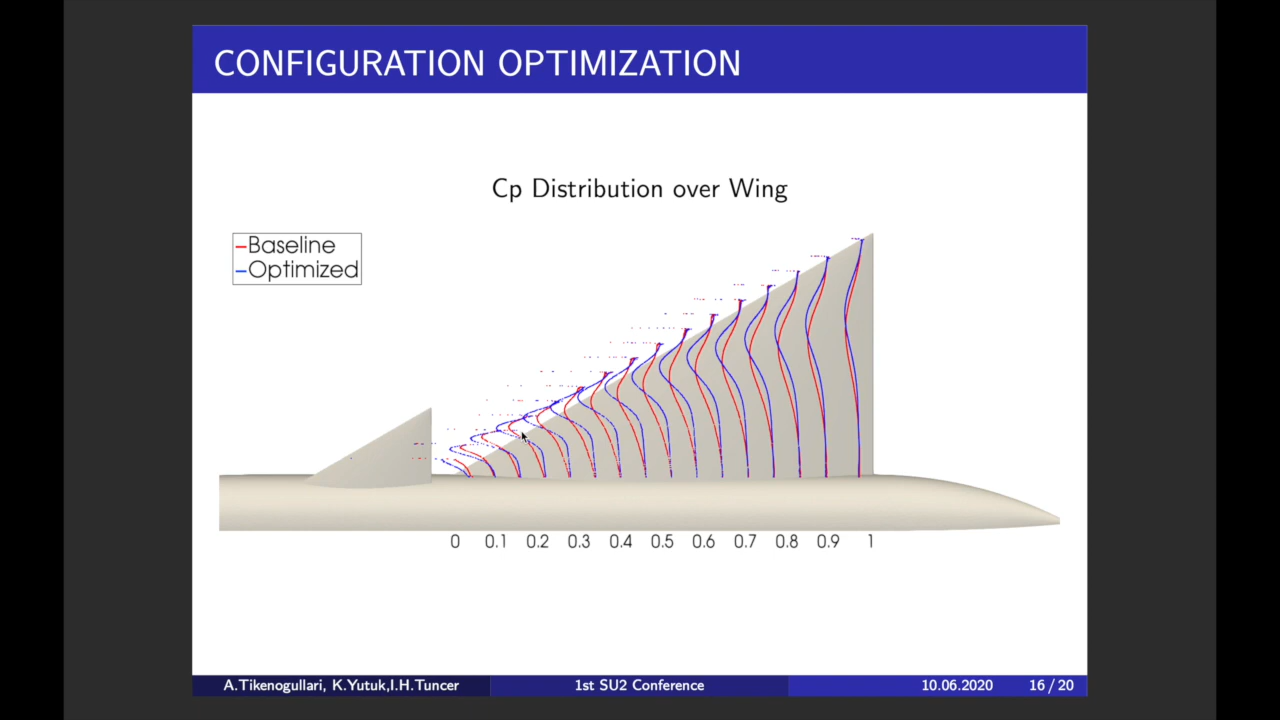 CONFIGURATION OPTIMIZATION
Cp Distribution over Wing
Baseline
Optimized
0 0.1 0.2 0.3 0.4 0.5 0.6 0.7 0.8 0.9 1
A.Tikenogullari, K.Yutuk,I.H.Tuncer 1st SU2 Conference 10.06.2020 16 / 20